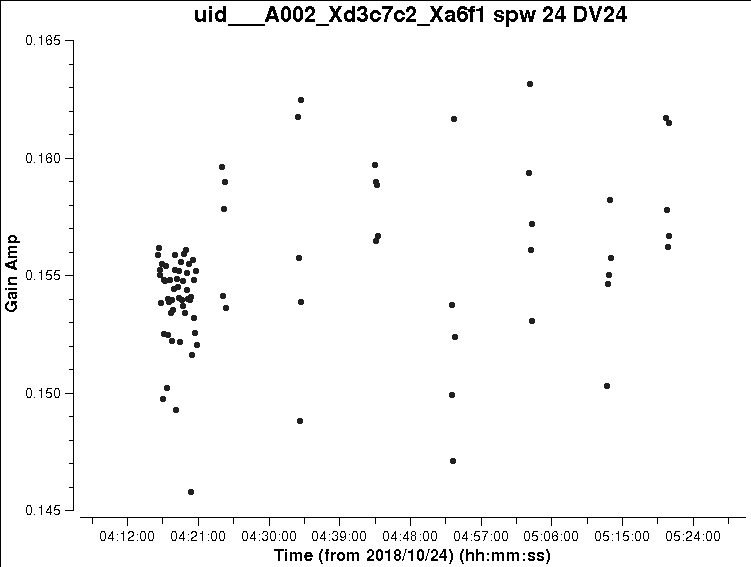 uid___A002_Xd3c7c2_Xa6f1 spw 24 DV24
0.165
0.160
0.155
0.150
0.145
Gain Amp
04:12:00 04:21:00 04:30:00 04:39:00 04:48:00 04:57:00 05:06:00 05:15:00 05:24:00
Time (from 2018/10/24) (hh:mm:ss)